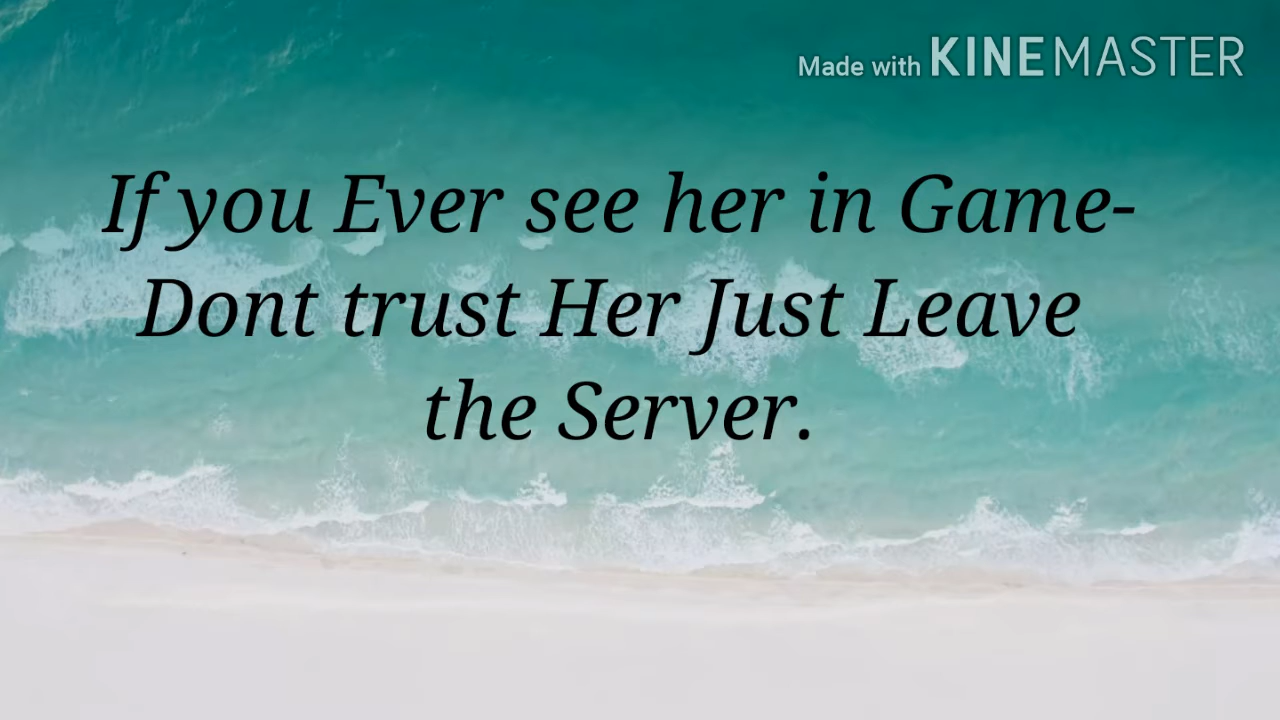 Made with KINEMASTER
If you Ever see her in Game-
Dont trust Her Just Leave
the Server.